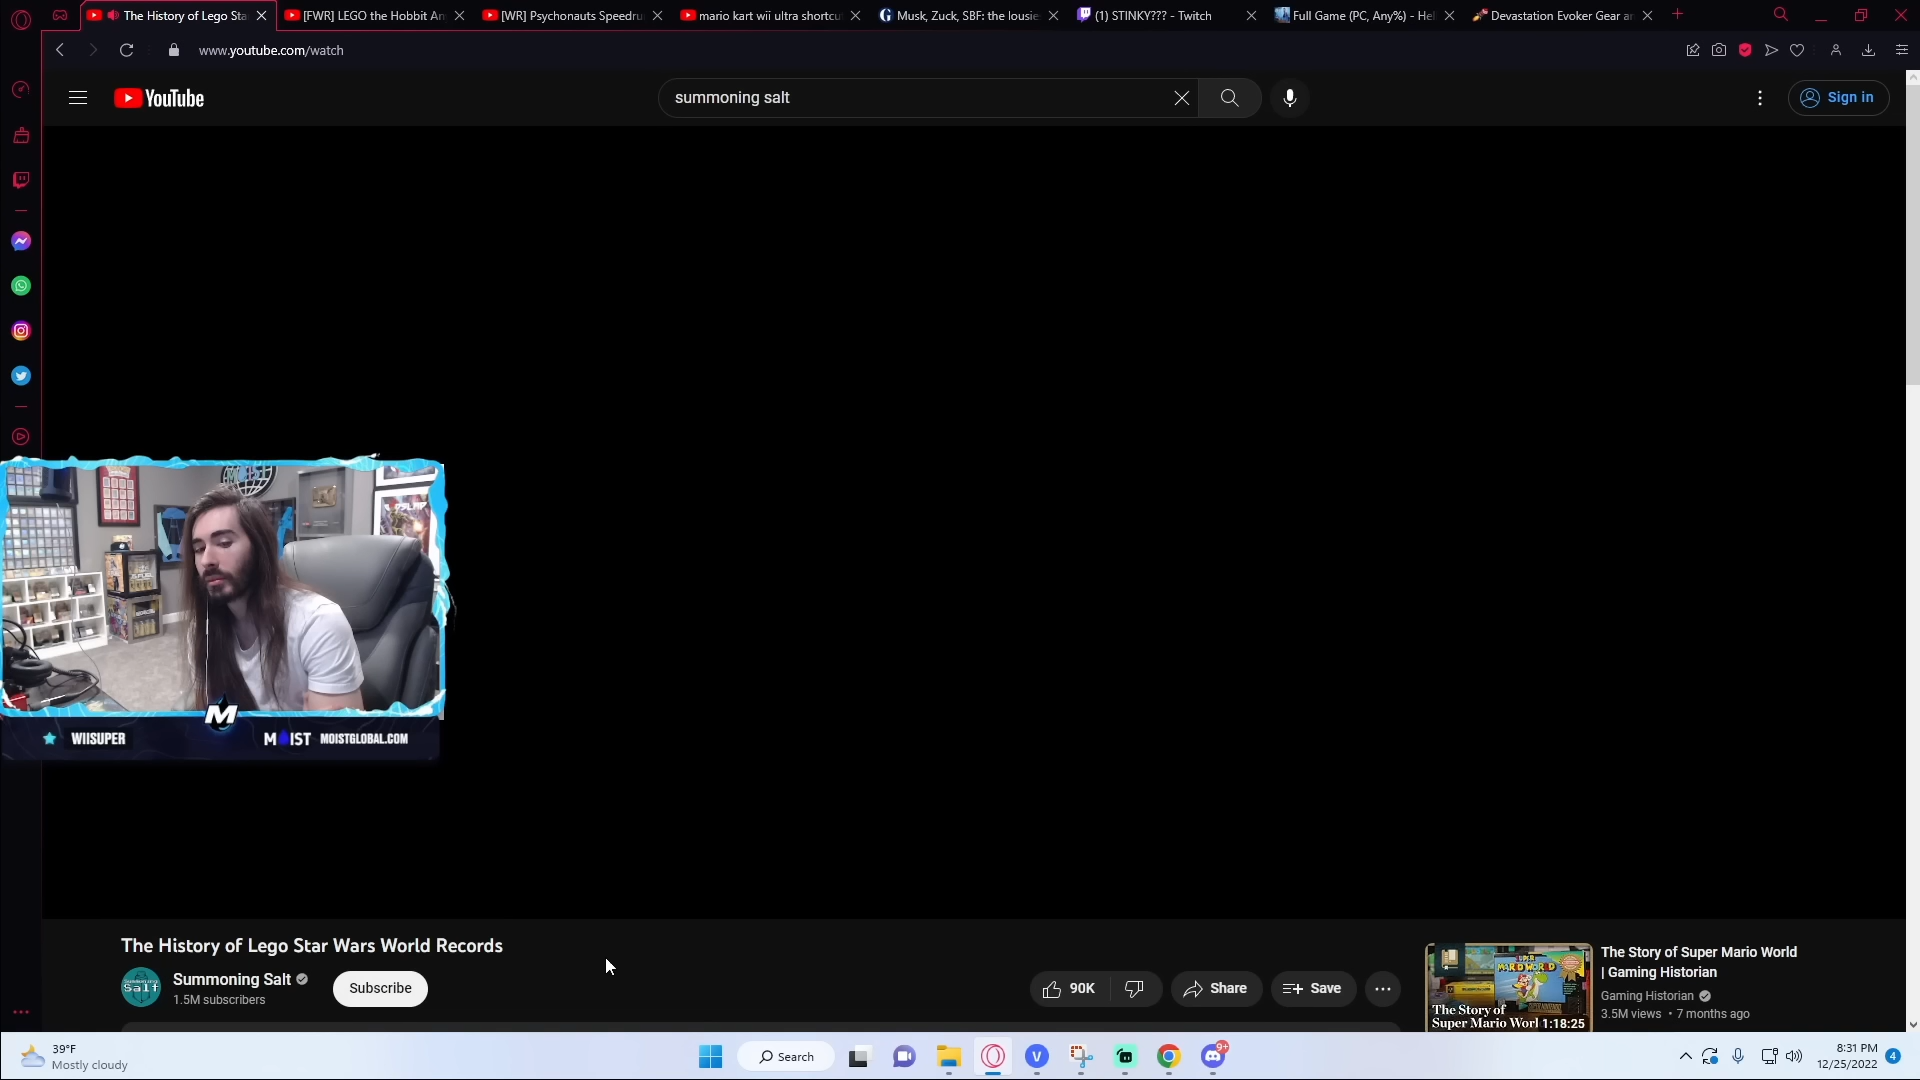 The History of Lego Sta
[FWR] LEGO the Hobbit An
[WR] Psychonauts Speedru
mario kart wii ultra shortcu
Musk, Zuck, SBF: the lousie
(1) STINKY??? - Twitch
Full Game (PC, Any%) - Hel
Devastation Evoker Gear a
www.youtube.com/watch
YouTube
summoning salt
Sign in
WIISUPER
M
MOIST
MOISTGLOBAL.COM
The History of Lego Star Wars World Records
Summoning Salt
1.5M subscribers
Subscribe
90K
Share
Save
The Story of
Super Mario Worl
1:18:25
The Story of Super Mario World
| Gaming Historian
Gaming Historian
3.5M views • 7 months ago
39°F
Mostly cloudy
Search
V
9+
8:31 PM
12/25/2022
4